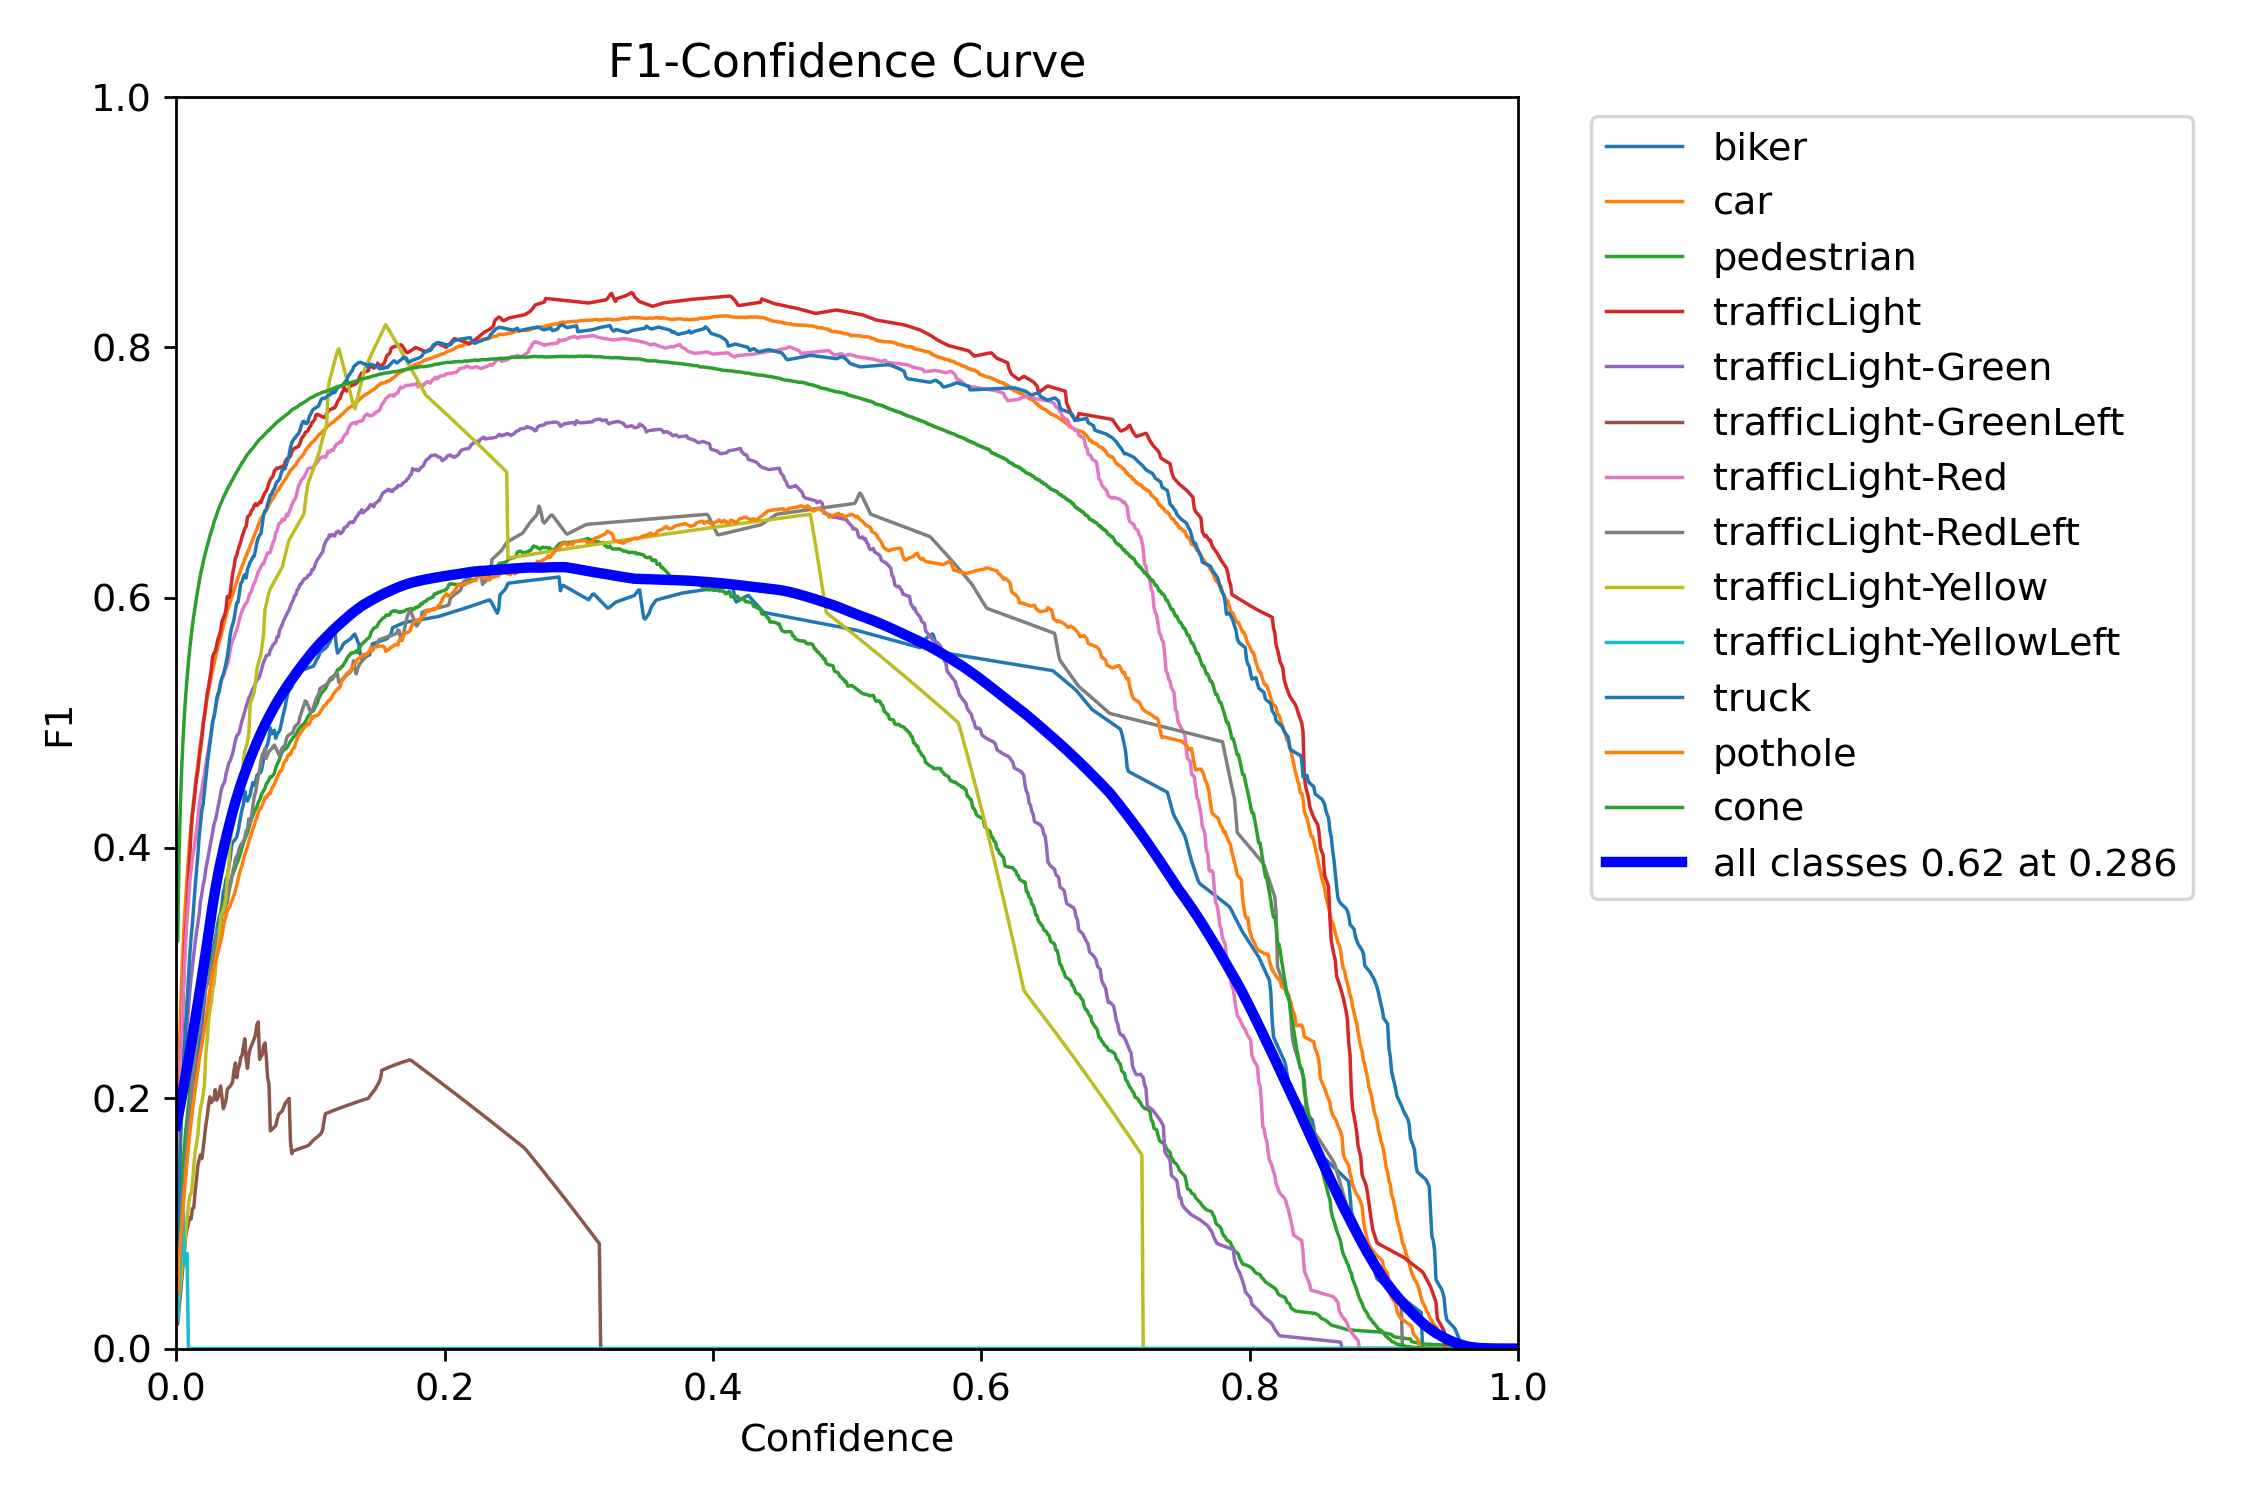 F1-Confidence Curve
1.0
0.8
0.6
0.4
0.2
0.0
F1
0.0 0.2 0.4 0.6 0.8 1.0
Confidence
biker
car
pedestrian
trafficLight
trafficLight-Green
trafficLight-GreenLeft
trafficLight-Red
trafficLight-RedLeft
trafficLight-Yellow
trafficLight-YellowLeft
truck
pothole
cone
all classes 0.62 at 0.286